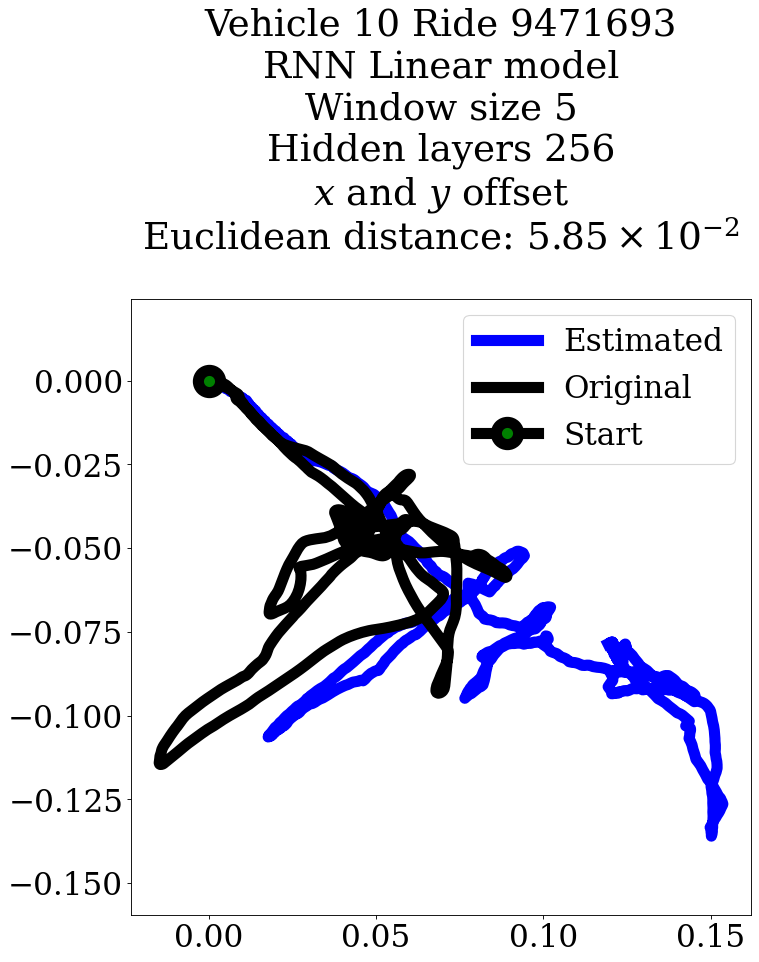 Vehicle 10 Ride 9471693
RNN Linear model
Window size 5
Hidden layers 256
x and y offset
Euclidean distance: 5.85 × 10⁻²
Estimated
Original
Start
0.000
−0.025
−0.050
−0.075
−0.100
−0.125
−0.150
0.00 0.05 0.10 0.15